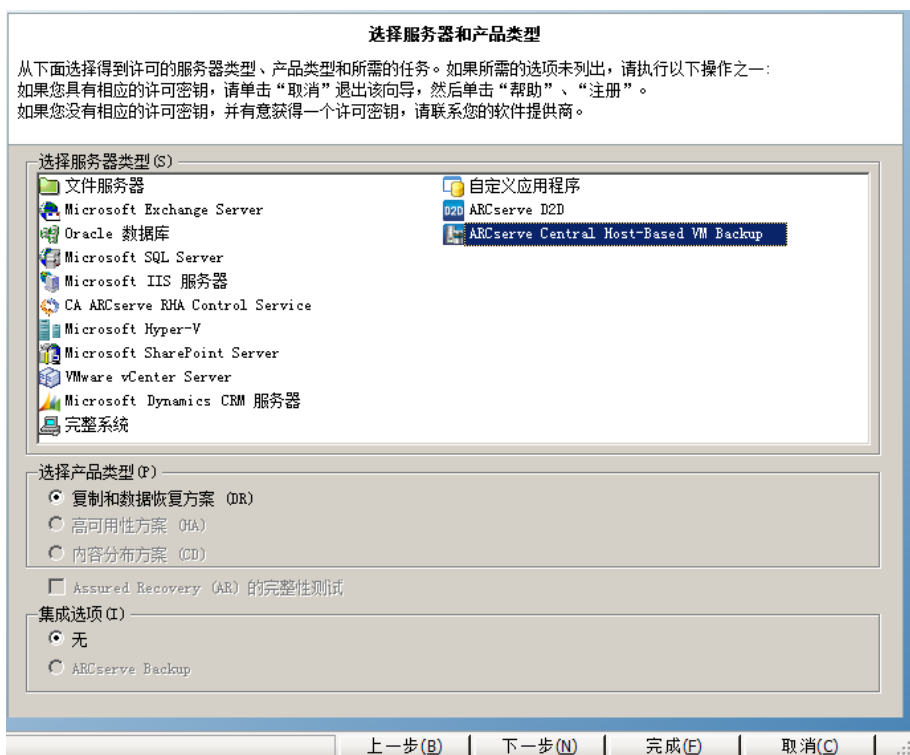 选择服务器和产品类型
从下面选择得到许可的服务器类型、产品类型和所需的任务。如果所需的选项未列出，请执行以下操作之一:
如果您具有相应的许可密钥，请单击“取消”退出该向导，然后单击“帮助”、“注册”。
如果您没有相应的许可密钥，并有意获得一个许可密钥，请联系您的软件提供商。
选择服务器类型(S)
文件服务器
Microsoft Exchange Server
Oracle 数据库
Microsoft SQL Server
Microsoft IIS 服务器
CA ARCserve RHA Control Service
Microsoft Hyper-V
Microsoft SharePoint Server
VMware vCenter Server
Microsoft Dynamics CRM 服务器
完整系统
自定义应用程序
D2D ARCserve D2D
ARCserve Central Host-Based VM Backup
选择产品类型(P)
复制和数据恢复方案 (DR)
高可用性方案 (HA)
内容分布方案 (CD)
Assured Recovery (AR) 的完整性测试
集成选项(I)
无
ARCserve Backup
上一步(B) 下一步(N) 完成(F) 取消(C)